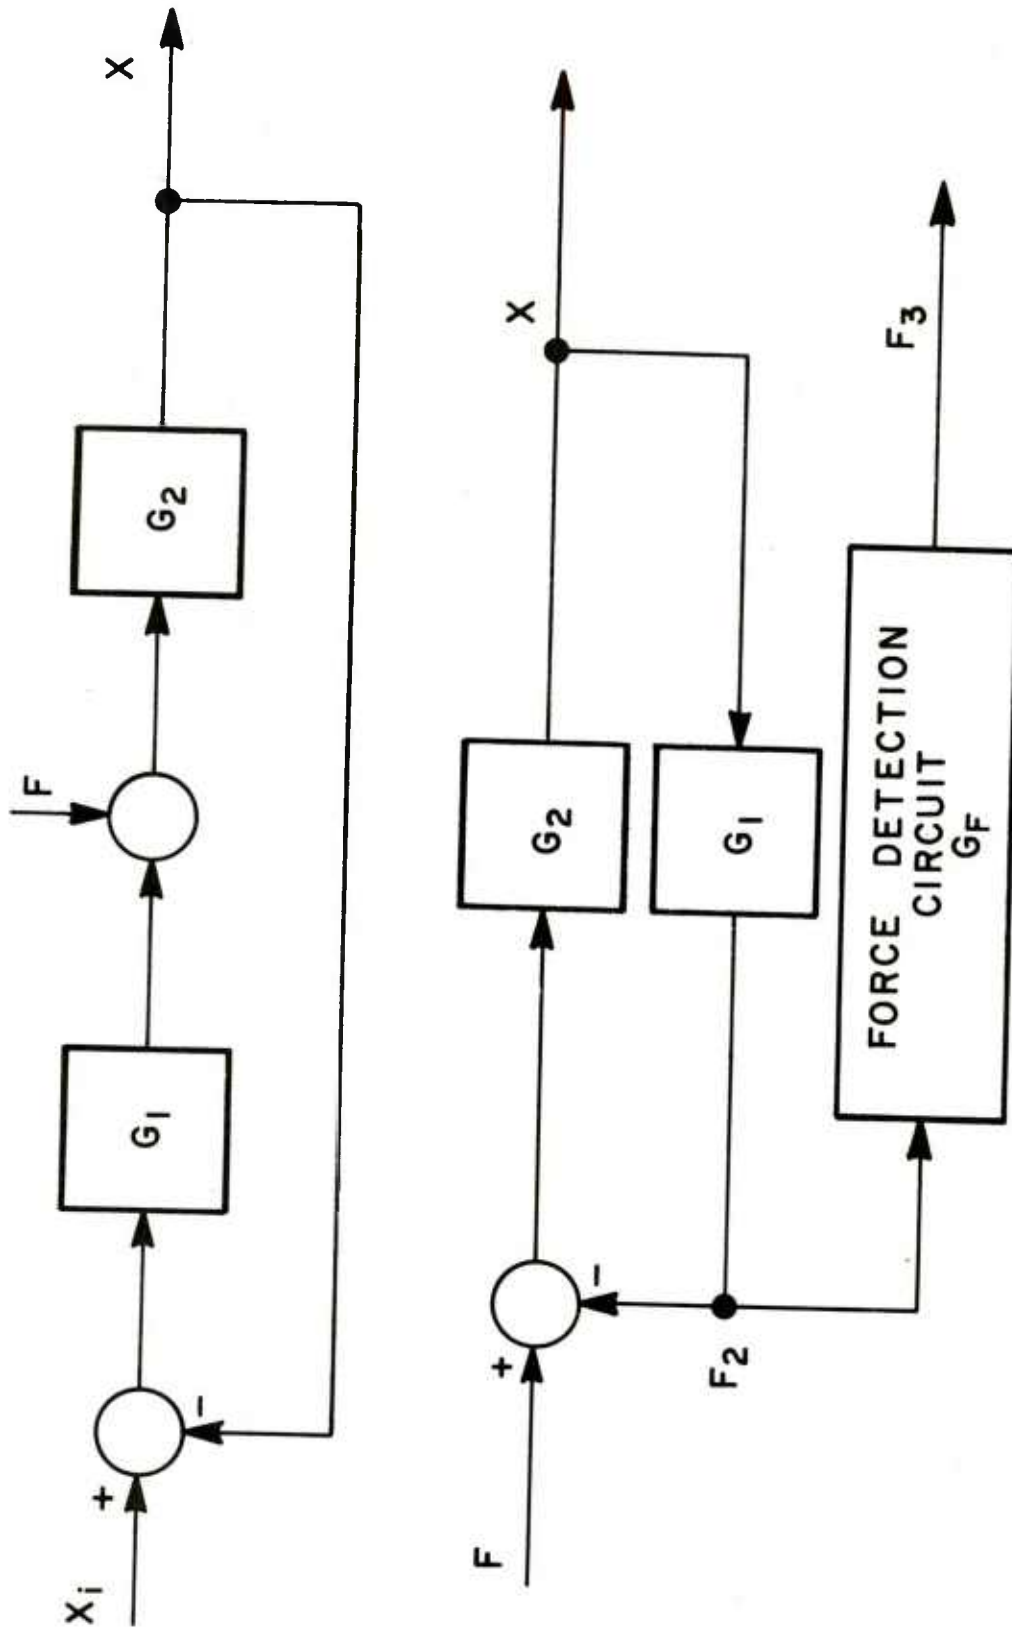 Xi
+
-
G1
F
G2
X
F
+
-
F2
G2
G1
X
FORCE DETECTION
CIRCUIT
GF
F3